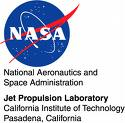 NASA
National Aeronautics and
Space Administration
Jet Propulsion Laboratory
California Institute of Technology
Pasadena, California